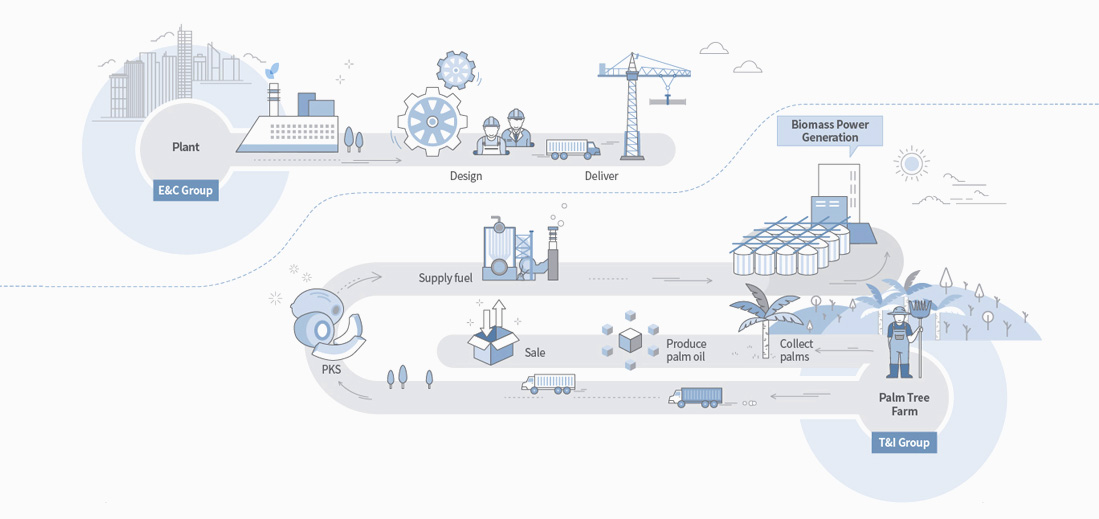 Plant
E&C Group
Design
Deliver
Biomass Power
Generation
Supply fuel
PKS
Sale
Produce
palm oil
Collect
palms
Palm Tree
Farm
T&I Group